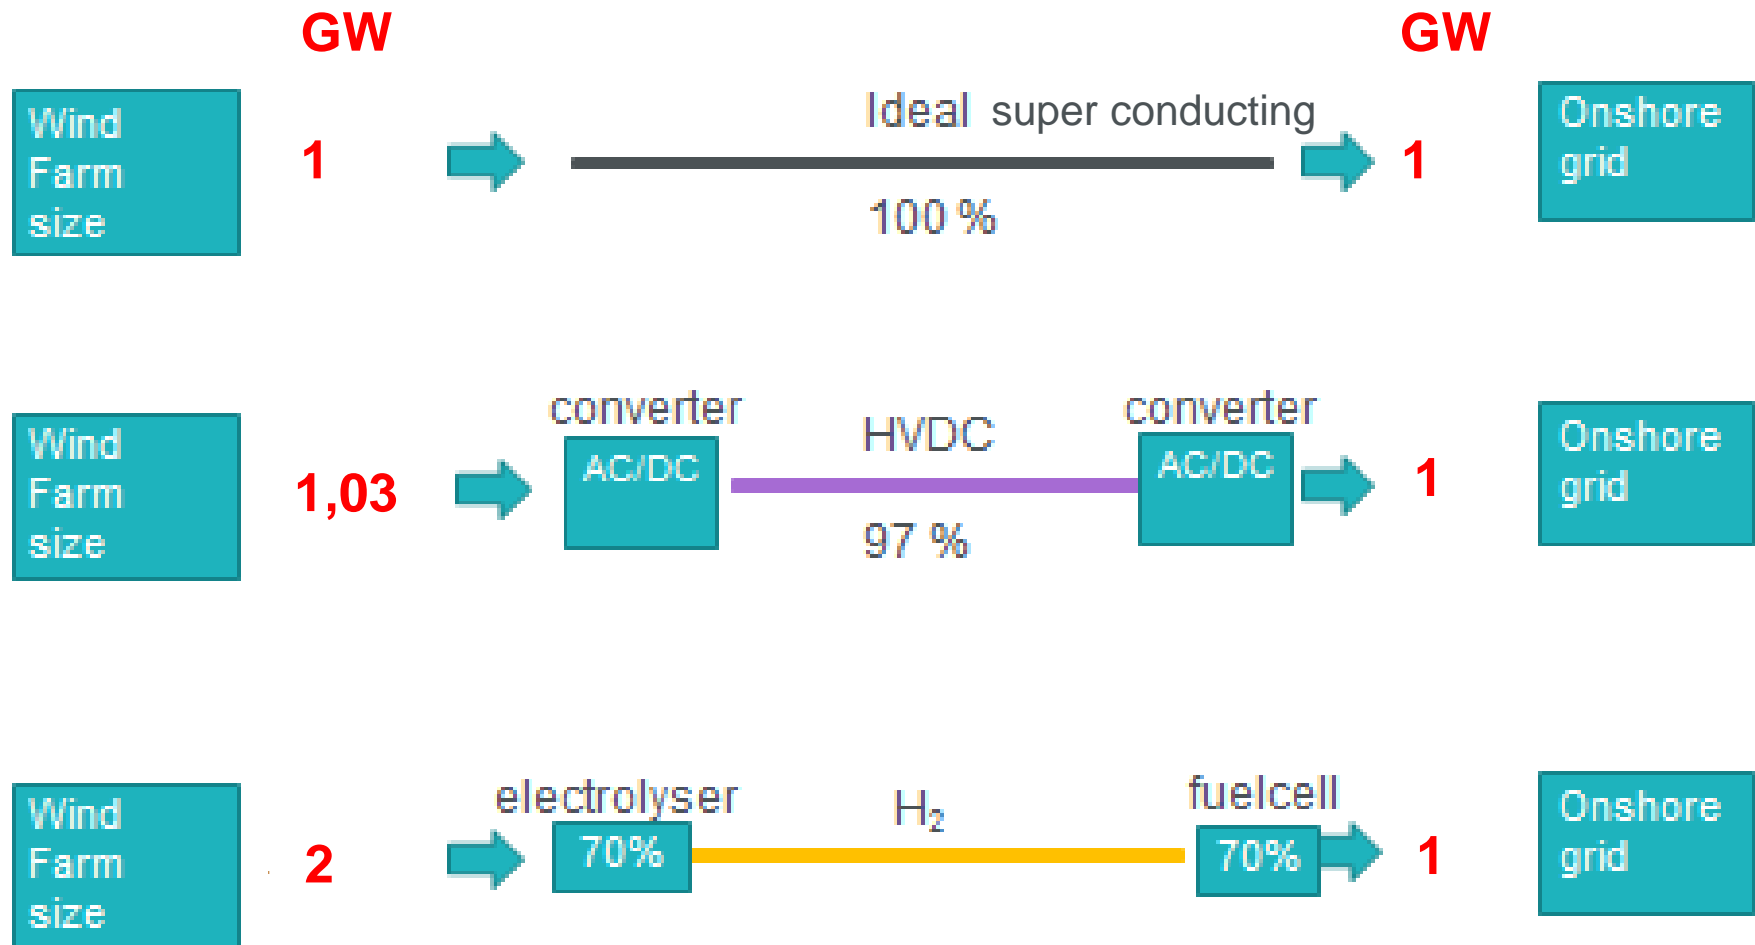 GW
GW
Wind
Farm
size
1
Ideal super conducting
100 %
1
Onshore
grid
Wind
Farm
size
1,03
converter
AC/DC
HVDC
97 %
converter
AC/DC
1
Onshore
grid
Wind
Farm
size
2
electrolyser
70%
H₂
fuelcell
70%
1
Onshore
grid